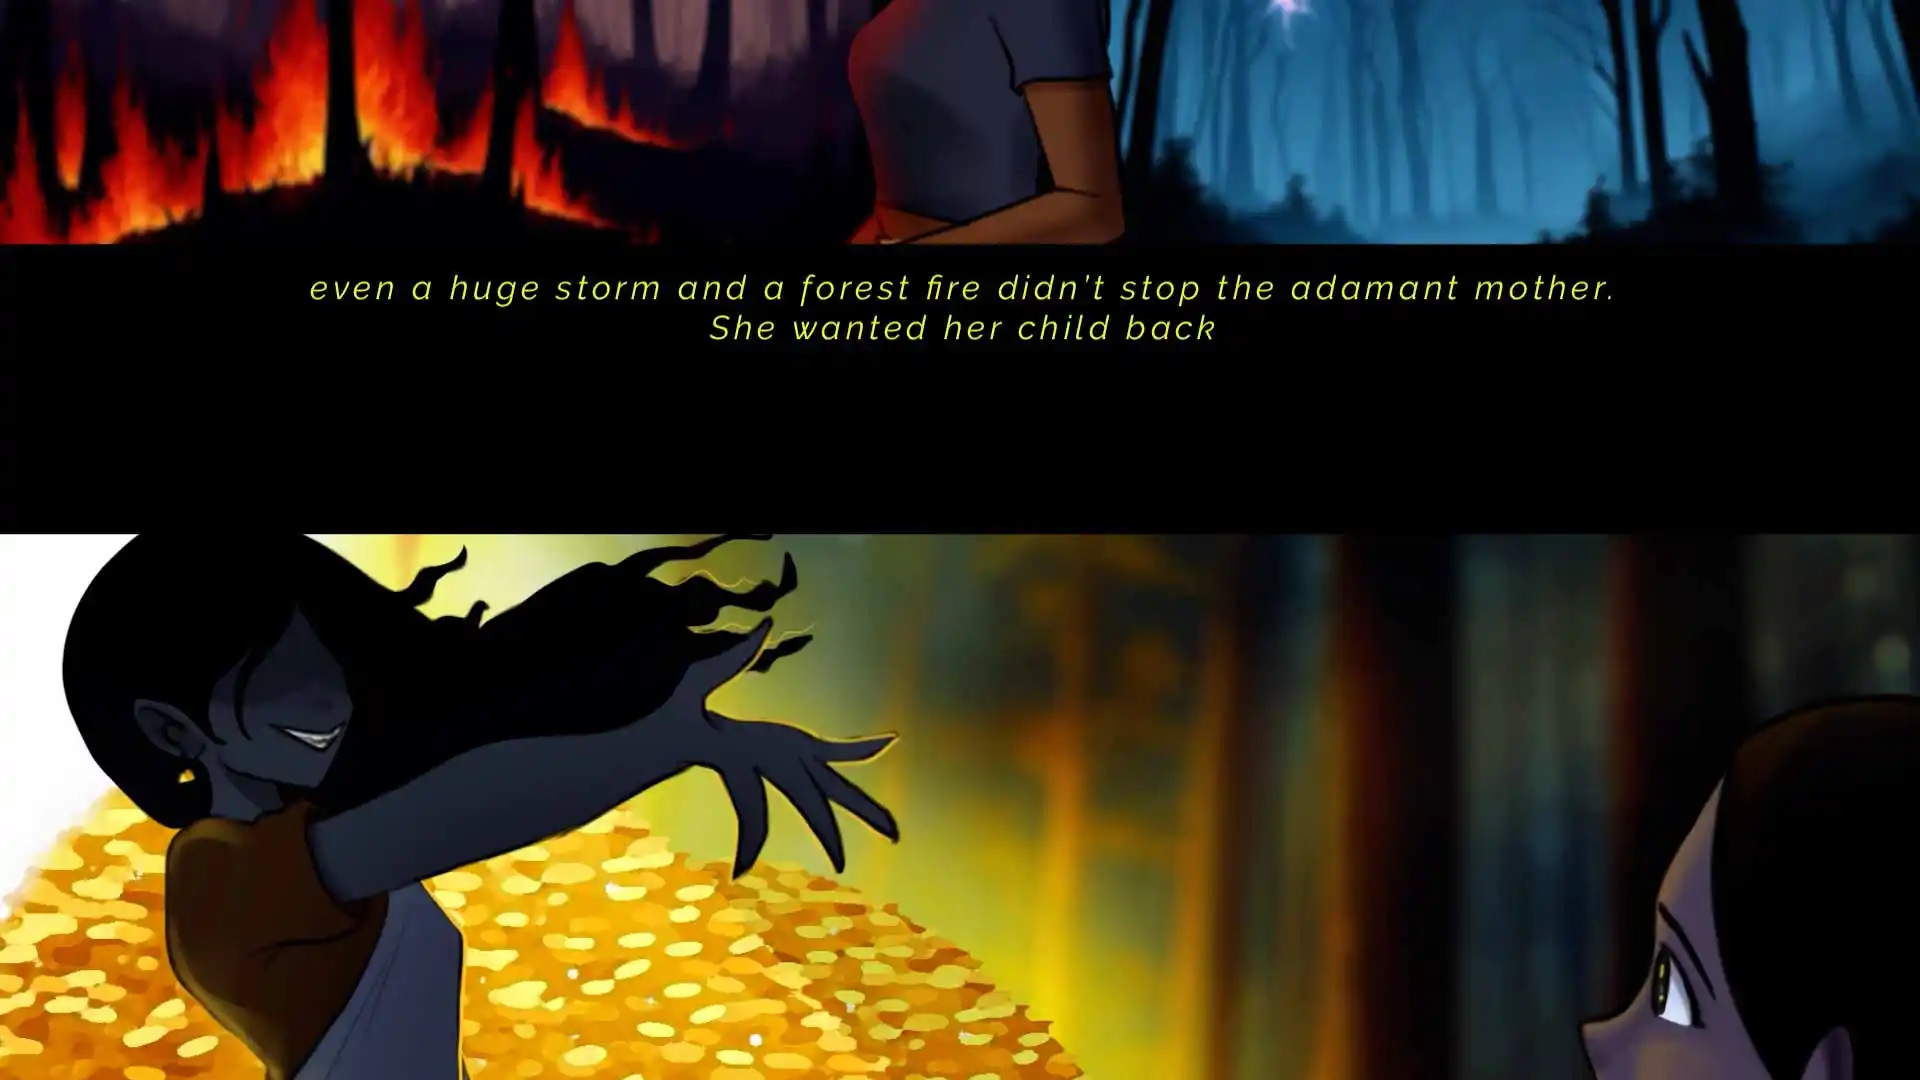 even a huge storm and a forest fire didn't stop the adamant mother.
She wanted her child back